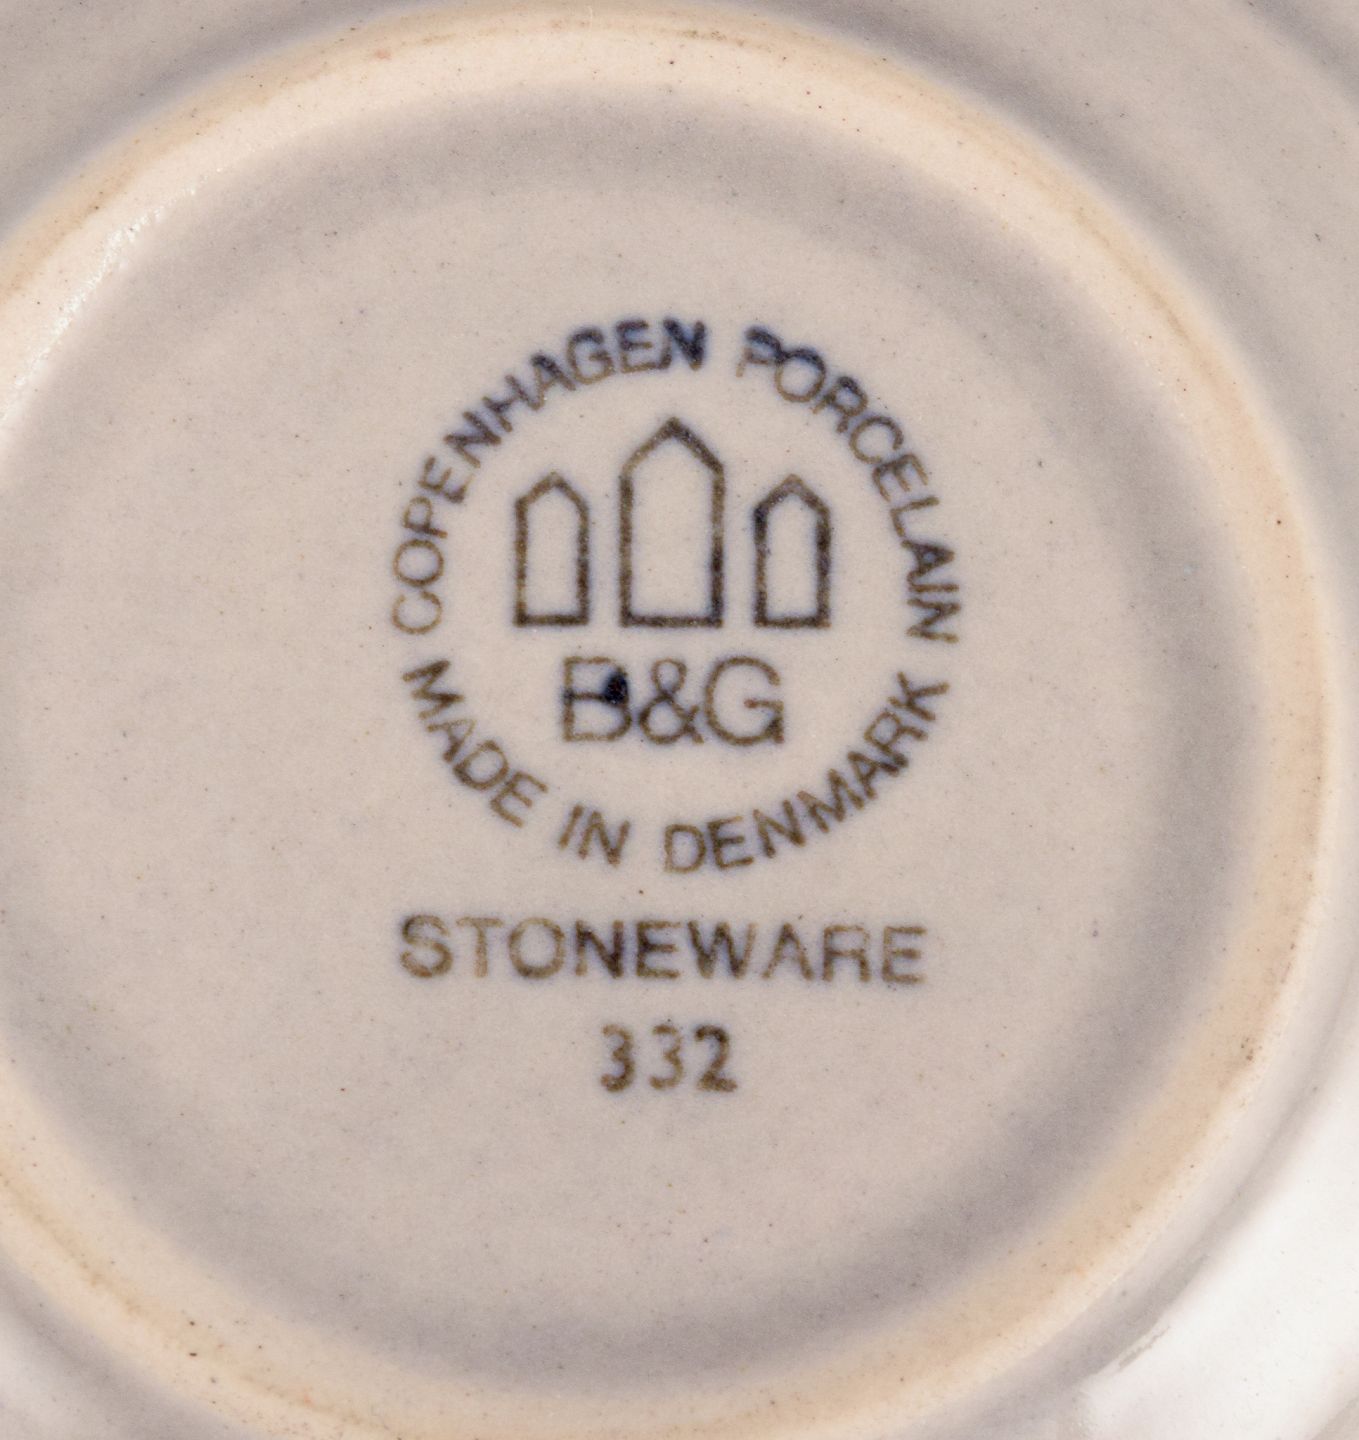 COPENHAGEN PORCELAIN
B&G
MADE IN DENMARK
STONEWARE
332